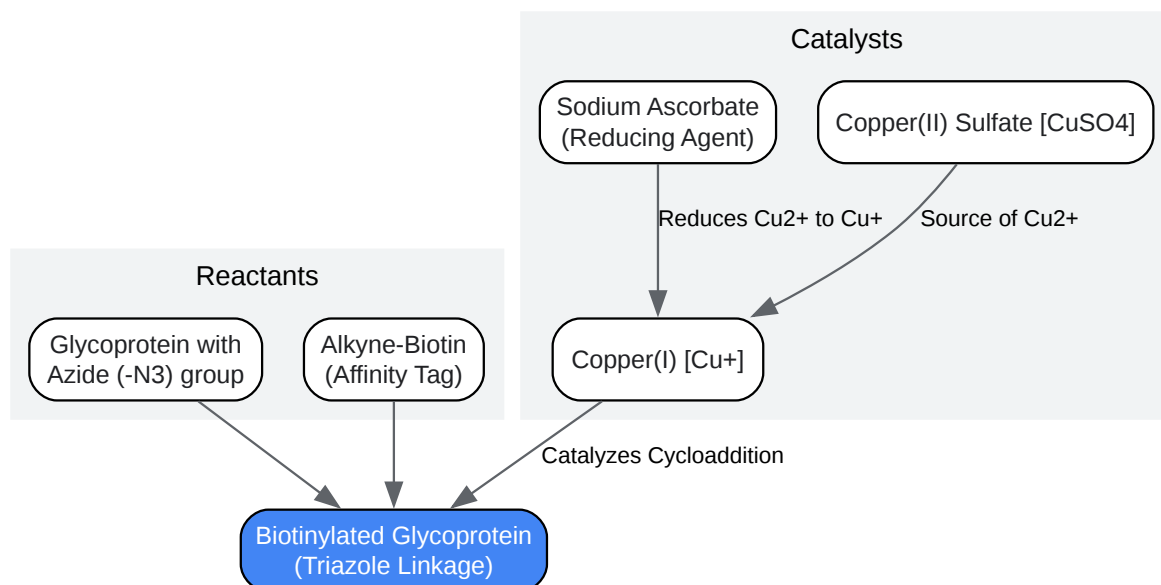 Catalysts
Sodium Ascorbate
(Reducing Agent)
Copper(II) Sulfate [CuSO4]
Reduces Cu2+ to Cu+
Source of Cu2+
Reactants
Glycoprotein with
Azide (-N3) group
Alkyne-Biotin
(Affinity Tag)
Copper(I) [Cu+]
Catalyzes Cycloaddition
Biotinylated Glycoprotein
(Triazole Linkage)